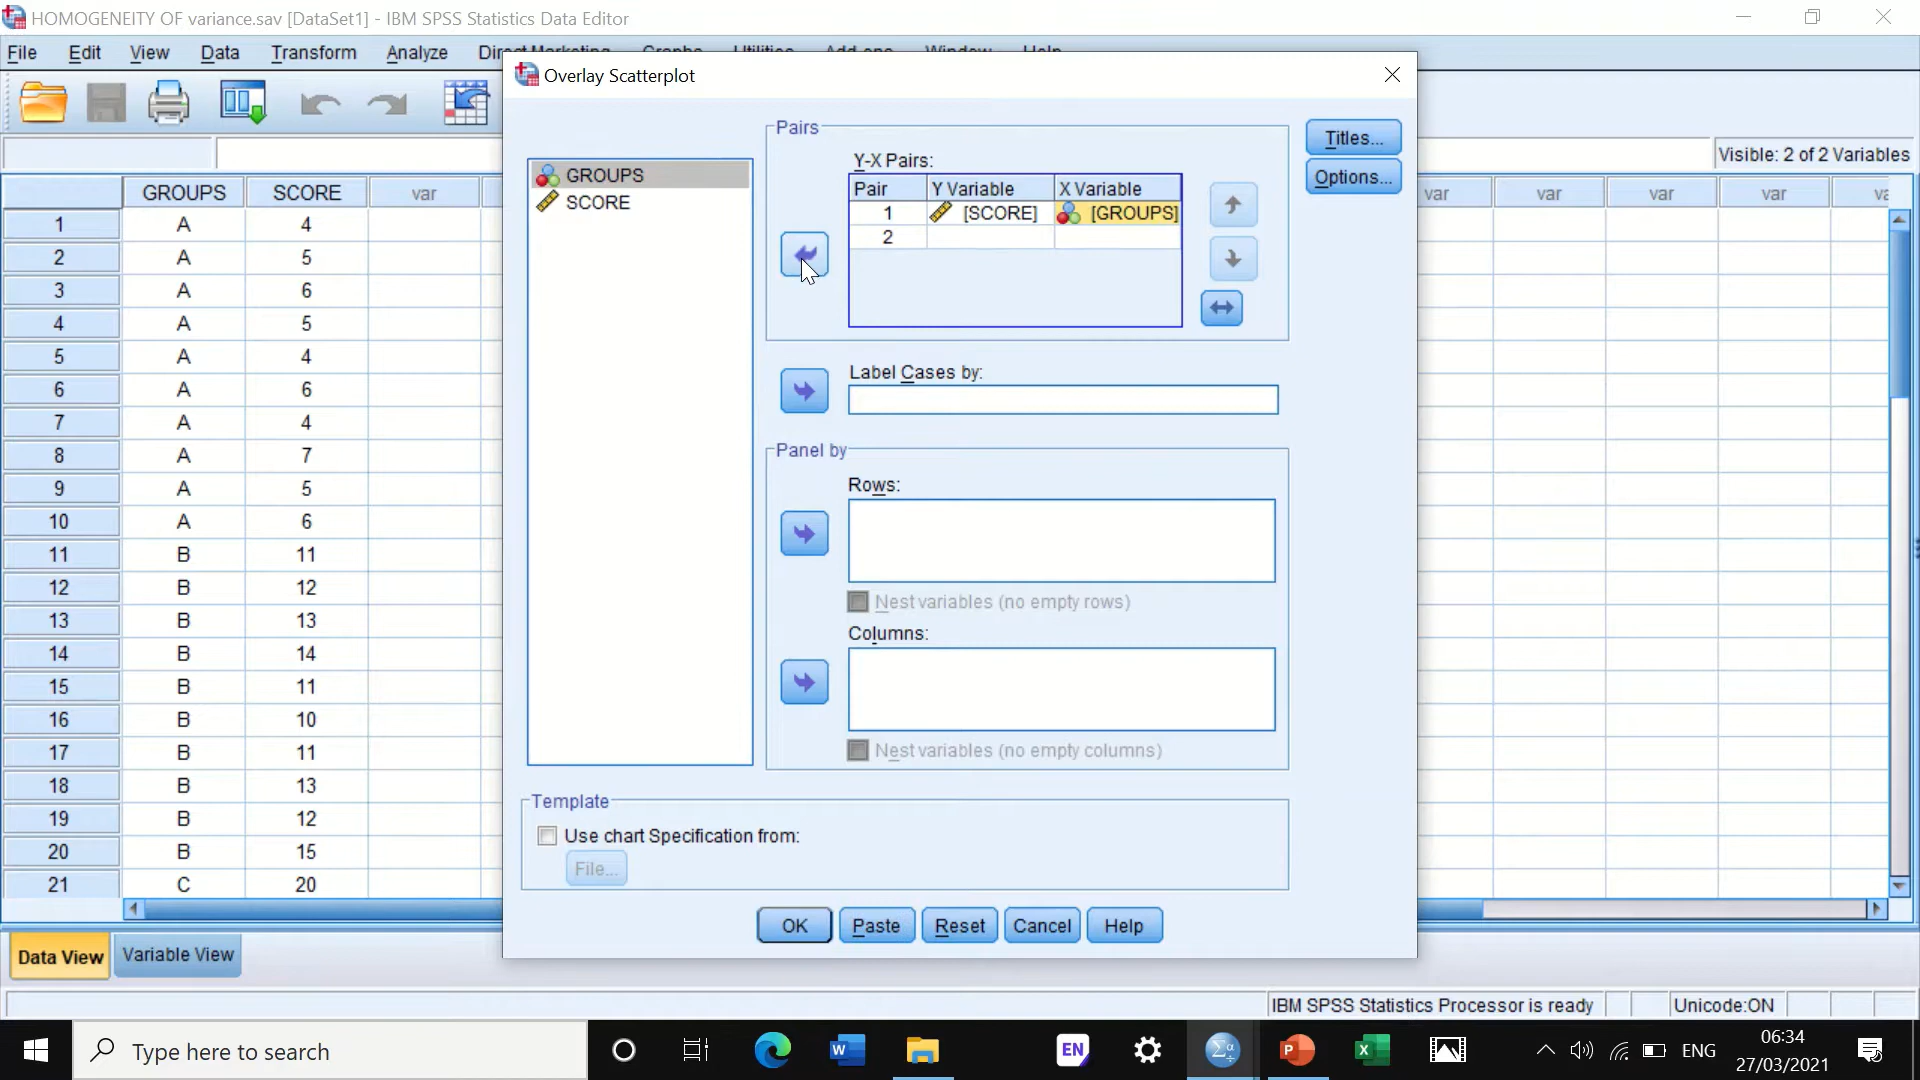 HOMOGENEITY OF variance.sav [DataSet1] - IBM SPSS Statistics Data Editor
File Edit View Data Transform Analyze
Overlay Scatterplot
Visible: 2 of 2 Variables
GROUPS SCORE var
var var var var
1 A 4
2 A 5
3 A 6
4 A 5
5 A 4
6 A 6
7 A 4
8 A 7
9 A 5
10 A 6
11 B 11
12 B 12
13 B 13
14 B 14
15 B 11
16 B 10
17 B 11
18 B 13
19 B 12
20 B 15
21 C 20
GROUPS
SCORE
Pairs
Y-X Pairs:
Pair Y Variable X Variable
1 [SCORE] [GROUPS]
2
Titles...
Options...
Label Cases by:
Panel by
Rows:
Nest variables (no empty rows)
Columns:
Nest variables (no empty columns)
Template
Use chart Specification from:
File...
OK Paste Reset Cancel Help
Data View Variable View
IBM SPSS Statistics Processor is ready Unicode:ON
Type here to search
EN
ENG
06:34
27/03/2021